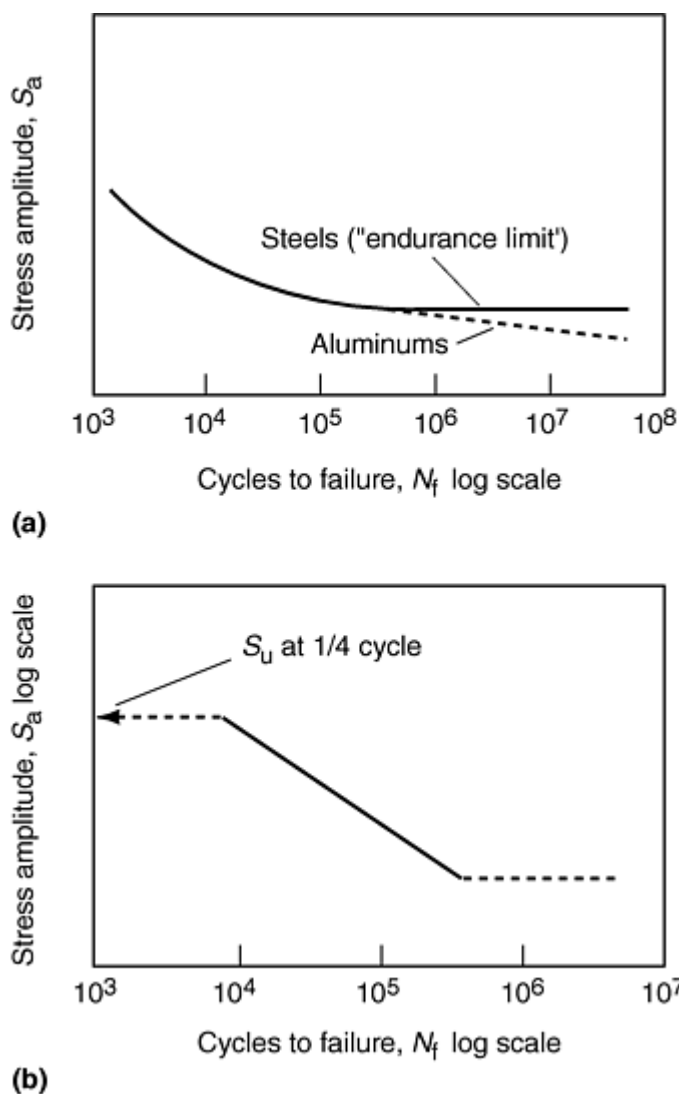 Stress amplitude, Sa
Steels ("endurance limit')
Aluminums
10³ 10⁴ 10⁵ 10⁶ 10⁷ 10⁸
Cycles to failure, Nf log scale
(a)
Stress amplitude, Sa log scale
Su at 1/4 cycle
10³ 10⁴ 10⁵ 10⁶ 10⁷
Cycles to failure, Nf log scale
(b)